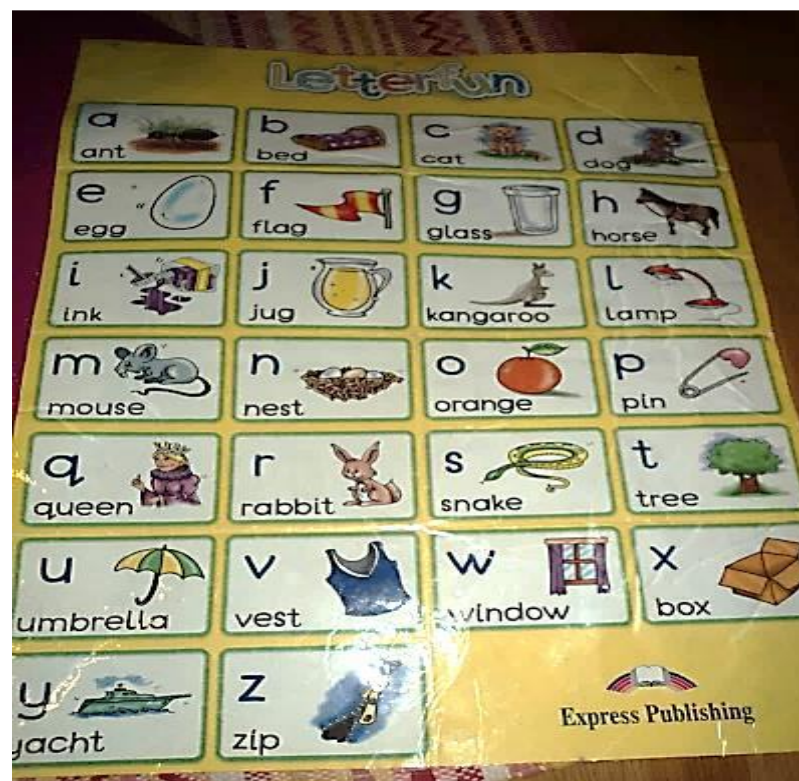 Letterfun
a b c d
ant bed cat dog
e f g h
egg flag glass horse
i j k l
ink jug kangaroo lamp
m n o p
mouse nest orange pin
q r s t
queen rabbit snake tree
u v w x
umbrella vest window box
y z
yacht zip
Express Publishing